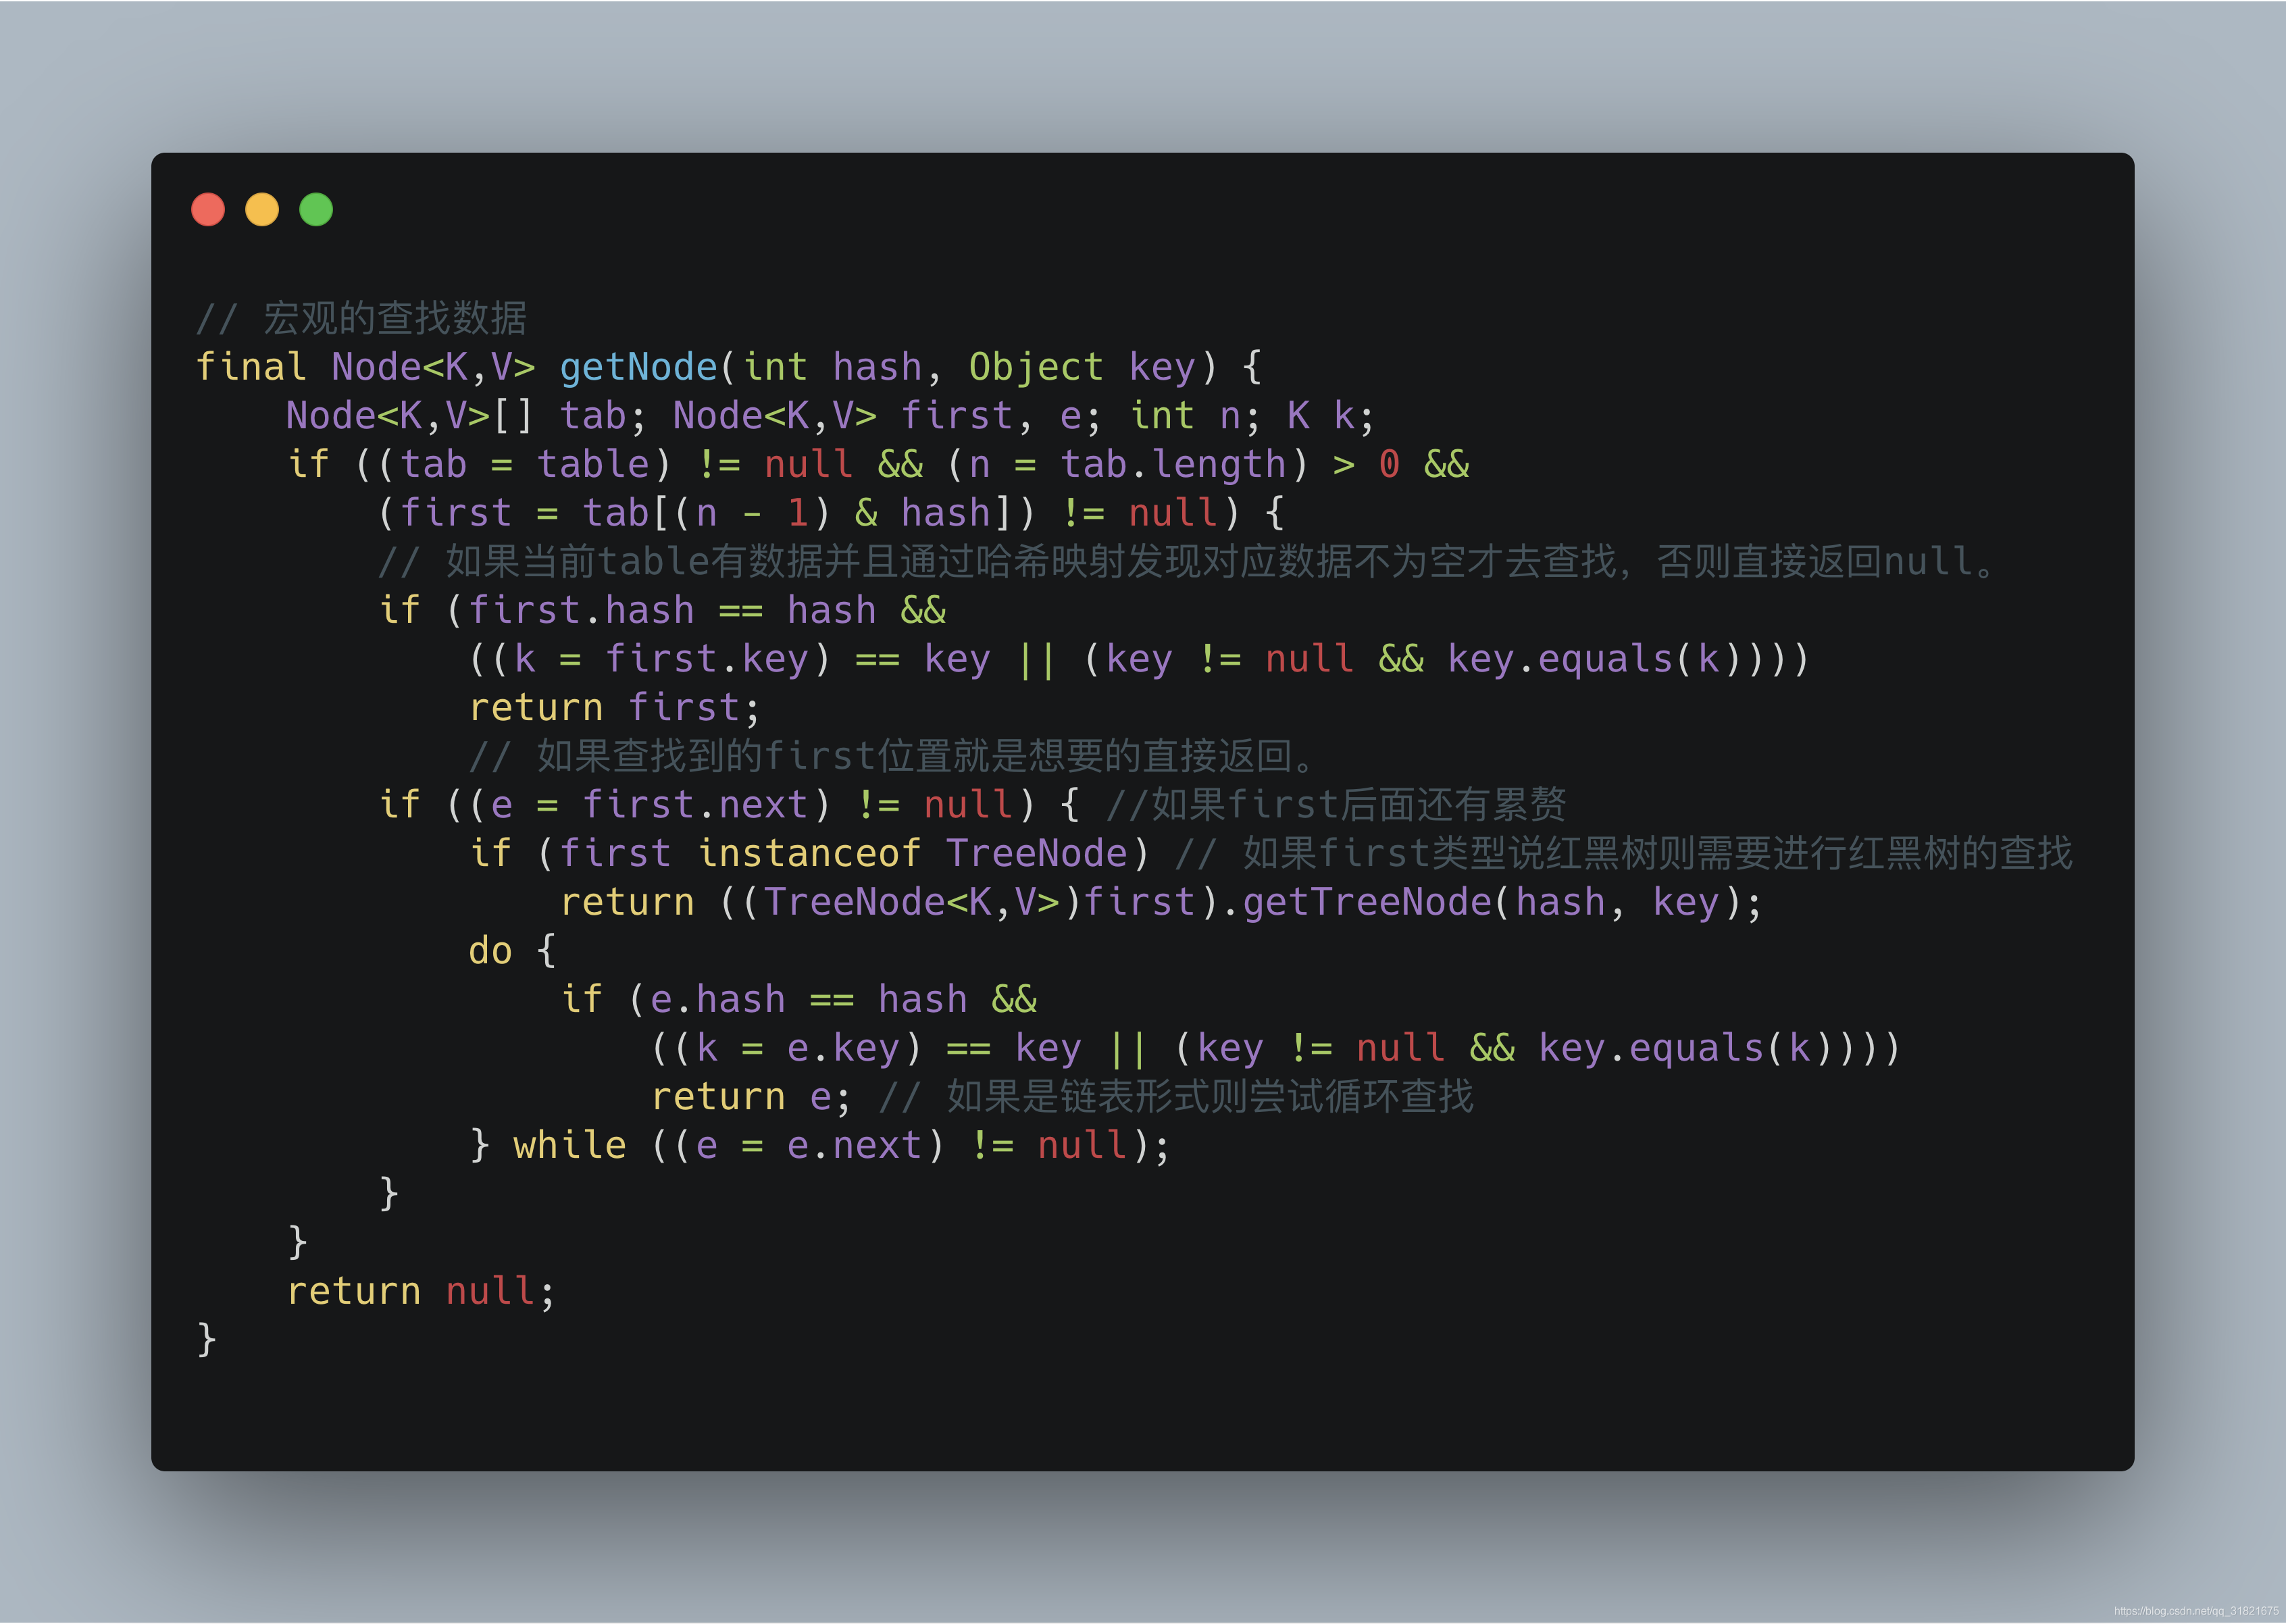 // 宏观的查找数据
final Node<K,V> getNode(int hash, Object key) {
    Node<K,V>[] tab; Node<K,V> first, e; int n; K k;
    if ((tab = table) != null && (n = tab.length) > 0 &&
        (first = tab[(n - 1) & hash]) != null) {
        // 如果当前table有数据并且通过哈希映射发现对应数据不为空才去查找，否则直接返回null。
        if (first.hash == hash &&
            ((k = first.key) == key || (key != null && key.equals(k))))
            return first;
            // 如果查找到的first位置就是想要的直接返回。
        if ((e = first.next) != null) { //如果first后面还有累赘
            if (first instanceof TreeNode) // 如果first类型说红黑树则需要进行红黑树的查找
                return ((TreeNode<K,V>)first).getTreeNode(hash, key);
            do {
                if (e.hash == hash &&
                    ((k = e.key) == key || (key != null && key.equals(k))))
                    return e; // 如果是链表形式则尝试循环查找
            } while ((e = e.next) != null);
        }
    }
    return null;
}
https://blog.csdn.net/qq_31821675